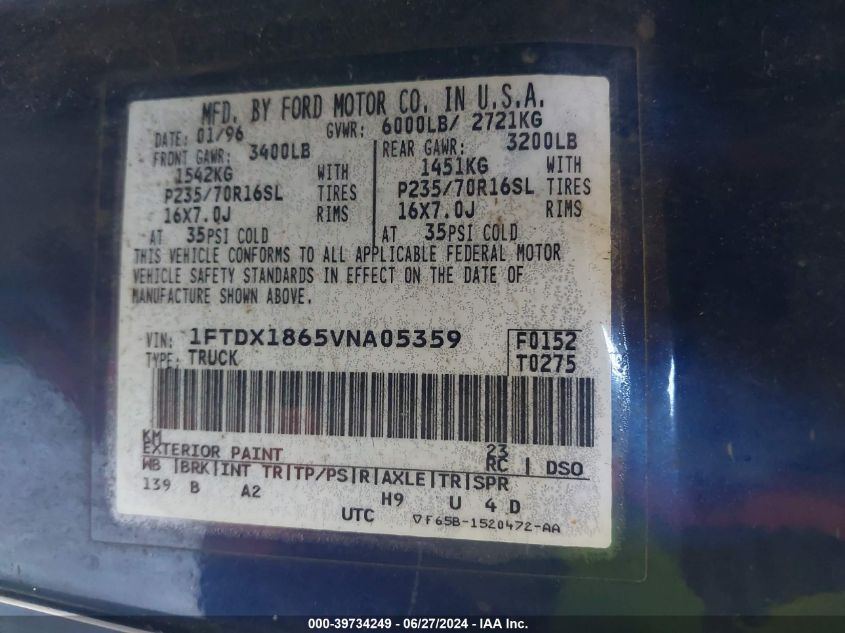 MFD. BY FORD MOTOR CO. IN U.S.A.
DATE: 01/96 GVWR: 6000LB/ 2721KG
FRONT GAWR: 3400LB REAR GAWR: 3200LB
1542KG WITH 1451KG WITH
P235/70R16SL TIRES P235/70R16SL TIRES
16X7.0J RIMS 16X7.0J RIMS
AT 35PSI COLD AT 35PSI COLD
THIS VEHICLE CONFORMS TO ALL APPLICABLE FEDERAL MOTOR
VEHICLE SAFETY STANDARDS IN EFFECT ON THE DATE OF
MANUFACTURE SHOWN ABOVE.
VIN: 1FTDX1865VNA05359 F0152
TYPE: TRUCK T0275
KM 23
EXTERIOR PAINT RC DSO
WB |BRK|INT TR|TP/PS|R|AXLE|TR|SPR
139 B A2 H9 U 4 D
UTC ▽F65B-1520472-AA
000-39734249 - 06/27/2024 - IAA Inc.